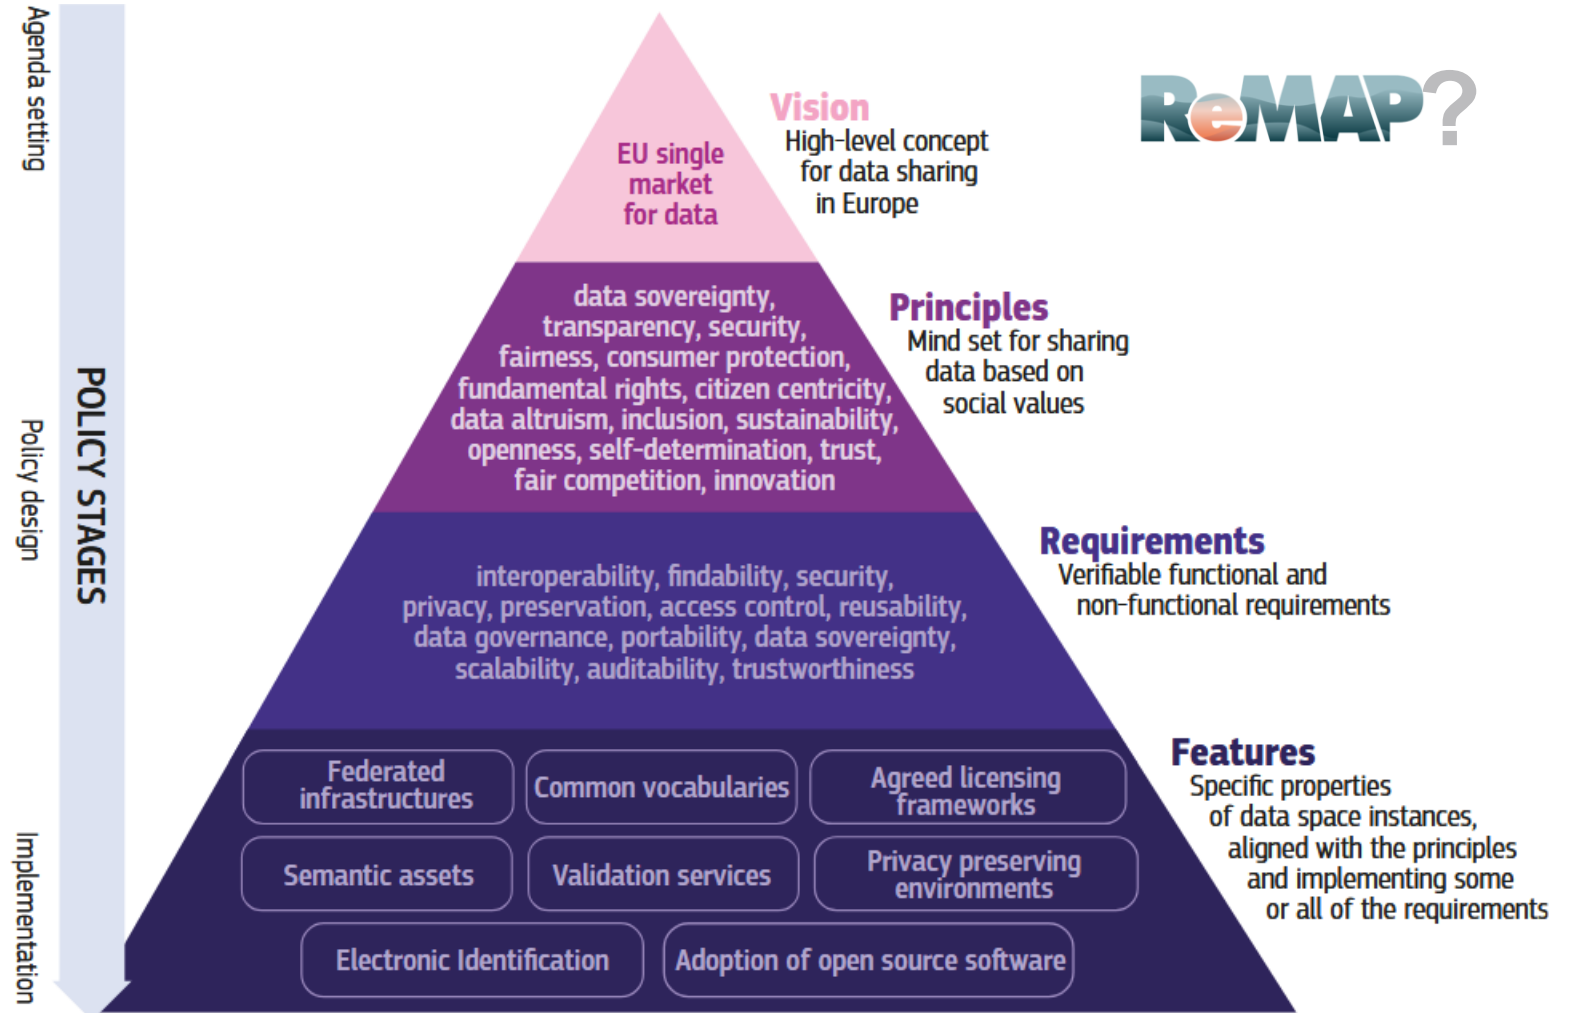 Agenda setting
Policy design
Implementation
POLICY STAGES
EU single
market
for data
Vision
High-level concept
for data sharing
in Europe
ReMAP?
data sovereignty,
transparency, security,
fairness, consumer protection,
fundamental rights, citizen centricity,
data altruism, inclusion, sustainability,
openness, self-determination, trust,
fair competition, innovation
Principles
Mind set for sharing
data based on
social values
interoperability, findability, security,
privacy, preservation, access control, reusability,
data governance, portability, data sovereignty,
scalability, auditability, trustworthiness
Requirements
Verifiable functional and
non-functional requirements
Federated
infrastructures
Common vocabularies
Agreed licensing
frameworks
Semantic assets
Validation services
Privacy preserving
environments
Electronic Identification
Adoption of open source software
Features
Specific properties
of data space instances,
aligned with the principles
and implementing some
or all of the requirements